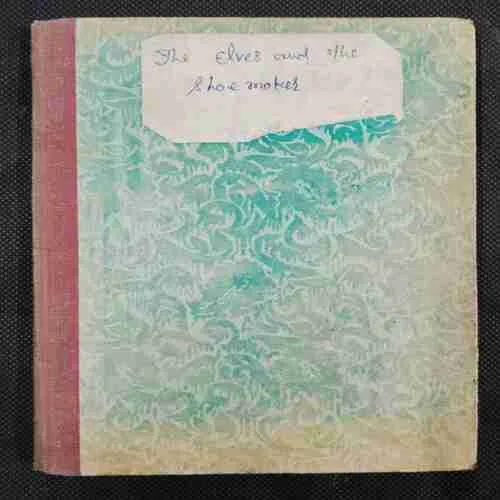 The elves and the
Shoe maker